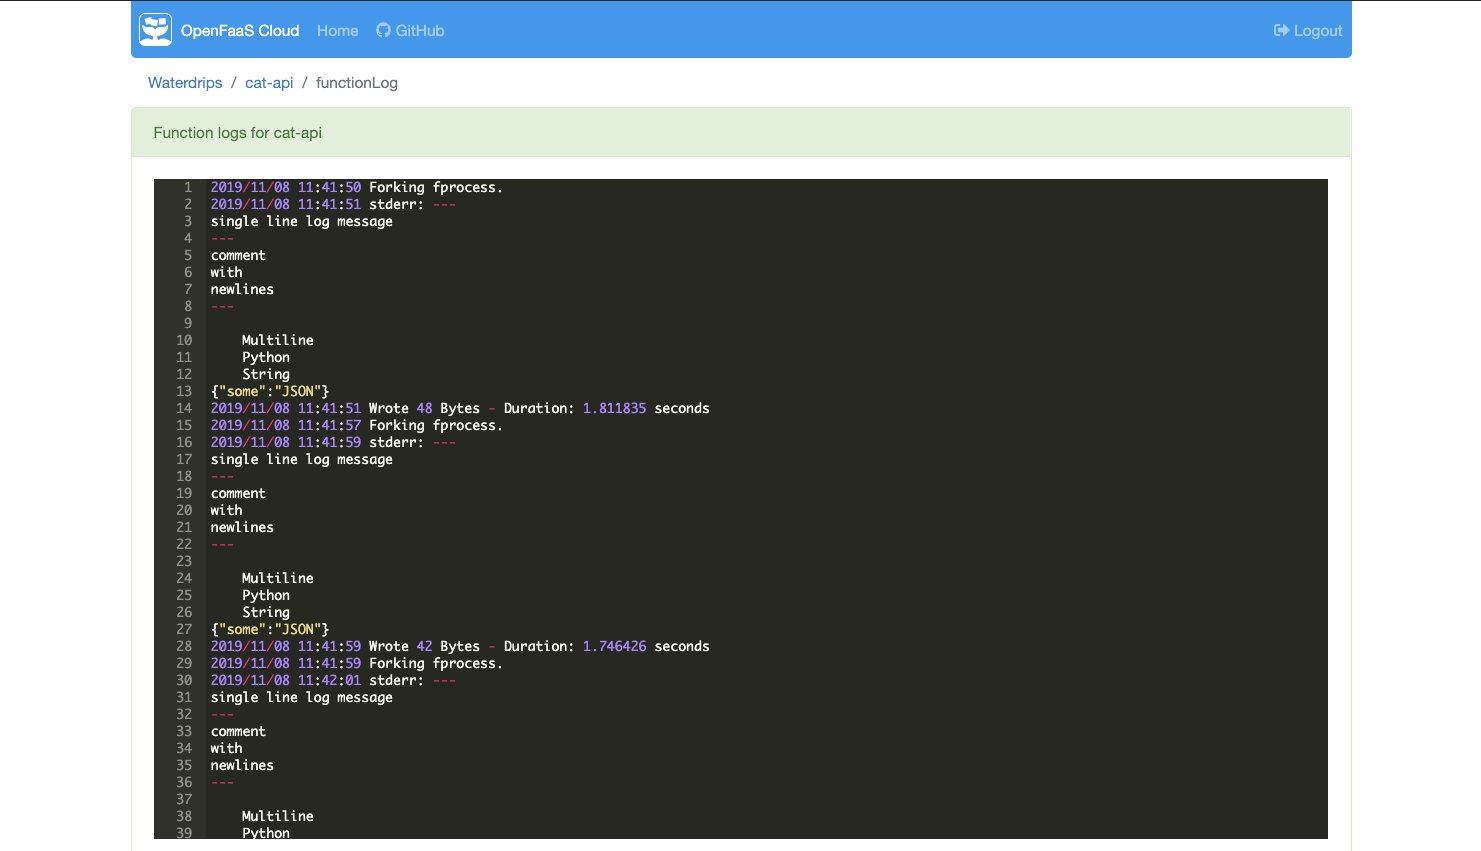 OpenFaaS Cloud Home GitHub Logout
Waterdrips / cat-api / functionLog
Function logs for cat-api
1 2019/11/08 11:41:50 Forking fprocess.
2 2019/11/08 11:41:51 stderr: ---
3 single line log message
4 ---
5 comment
6 with
7 newlines
8 ---
9
10     Multiline
11     Python
12     String
13 {"some":"JSON"}
14 2019/11/08 11:41:51 Wrote 48 Bytes - Duration: 1.811835 seconds
15 2019/11/08 11:41:57 Forking fprocess.
16 2019/11/08 11:41:59 stderr: ---
17 single line log message
18 ---
19 comment
20 with
21 newlines
22 ---
23
24     Multiline
25     Python
26     String
27 {"some":"JSON"}
28 2019/11/08 11:41:59 Wrote 42 Bytes - Duration: 1.746426 seconds
29 2019/11/08 11:41:59 Forking fprocess.
30 2019/11/08 11:42:01 stderr: ---
31 single line log message
32 ---
33 comment
34 with
35 newlines
36 ---
37
38     Multiline
39     Python